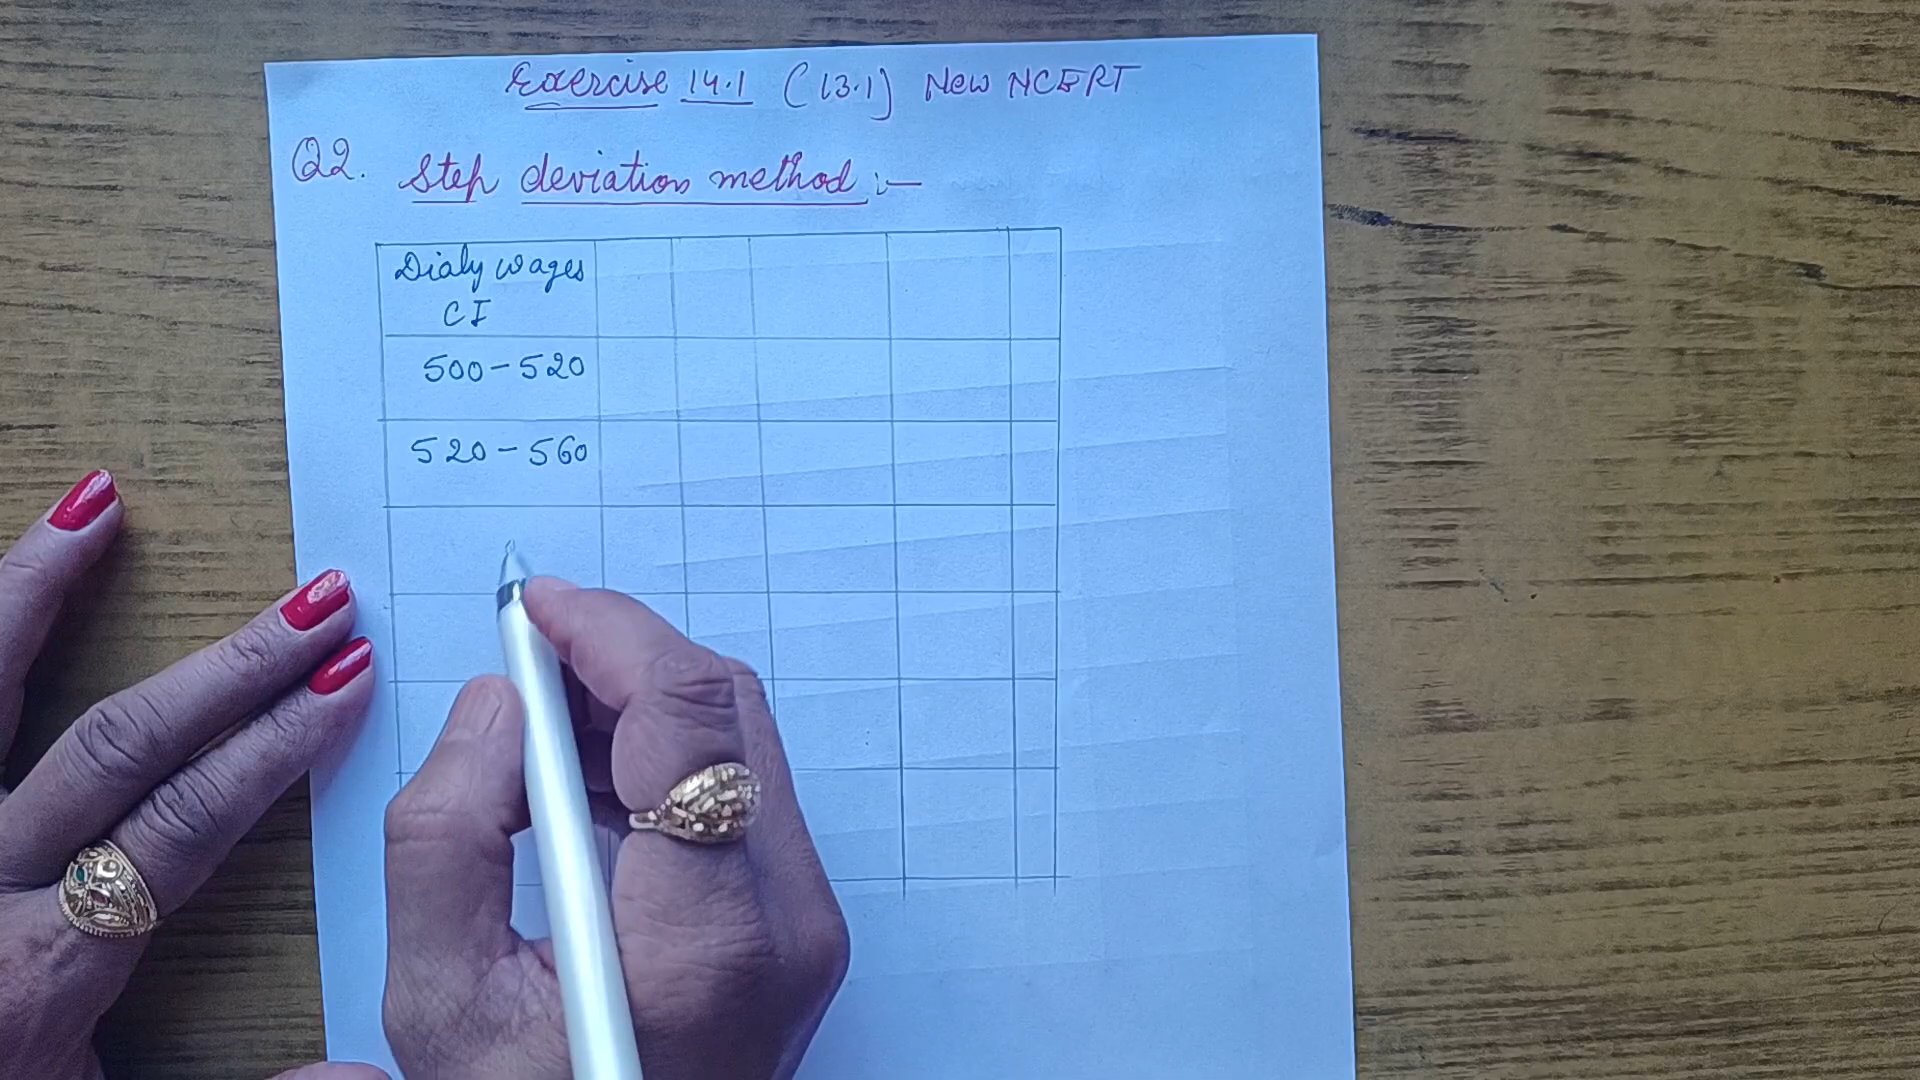 Exercise 14.1 (13.1) New NCERT
Q2. Step deviation method :-
Dialy wages
CI
500-520
520-560